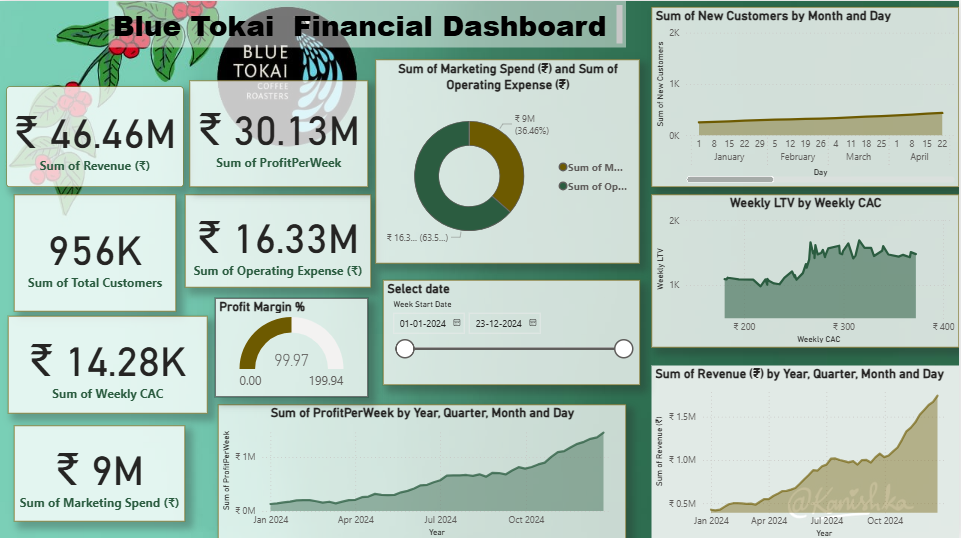 Blue Tokai Financial Dashboard
BLUE
TOKAI
COFFEE
ROASTERS
₹ 46.46M
Sum of Revenue (₹)
₹ 30.13M
Sum of ProfitPerWeek
956K
Sum of Total Customers
₹ 16.33M
Sum of Operating Expense (₹)
₹ 14.28K
Sum of Weekly CAC
₹ 9M
Sum of Marketing Spend (₹)
Sum of Marketing Spend (₹) and Sum of
Operating Expense (₹)
₹ 9M
(36.46%)
Sum of M...
Sum of Op...
₹ 16.3... (63.5...)
Profit Margin %
99.97
0.00 199.94
Select date
Week Start Date
01-01-2024 23-12-2024
Sum of ProfitPerWeek by Year, Quarter, Month and Day
Sum of ProfitPerWeek
₹ 1M
₹ 0M
Jan 2024 Apr 2024 Jul 2024 Oct 2024
Year
Sum of New Customers by Month and Day
Sum of New Customers
2K
1K
0K
1 8 15 22 29 5 12 19 26 4 11 18 25 1 8 15 22
January February March April
Day
Weekly LTV by Weekly CAC
Weekly LTV
2K
1K
₹ 200 ₹ 300 ₹ 400
Weekly CAC
Sum of Revenue (₹) by Year, Quarter, Month and Day
Sum of Revenue (₹)
₹ 1.5M
₹ 1.0M
₹ 0.5M
Jan 2024 Apr 2024 Jul 2024 Oct 2024
Year
@Kanishka